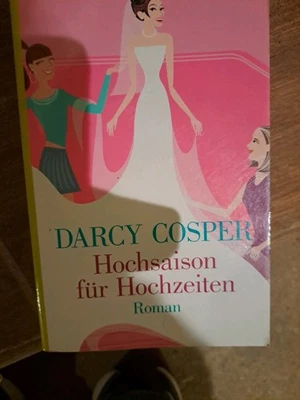 DARCY COSPER
Hochsaison
für Hochzeiten
Roman